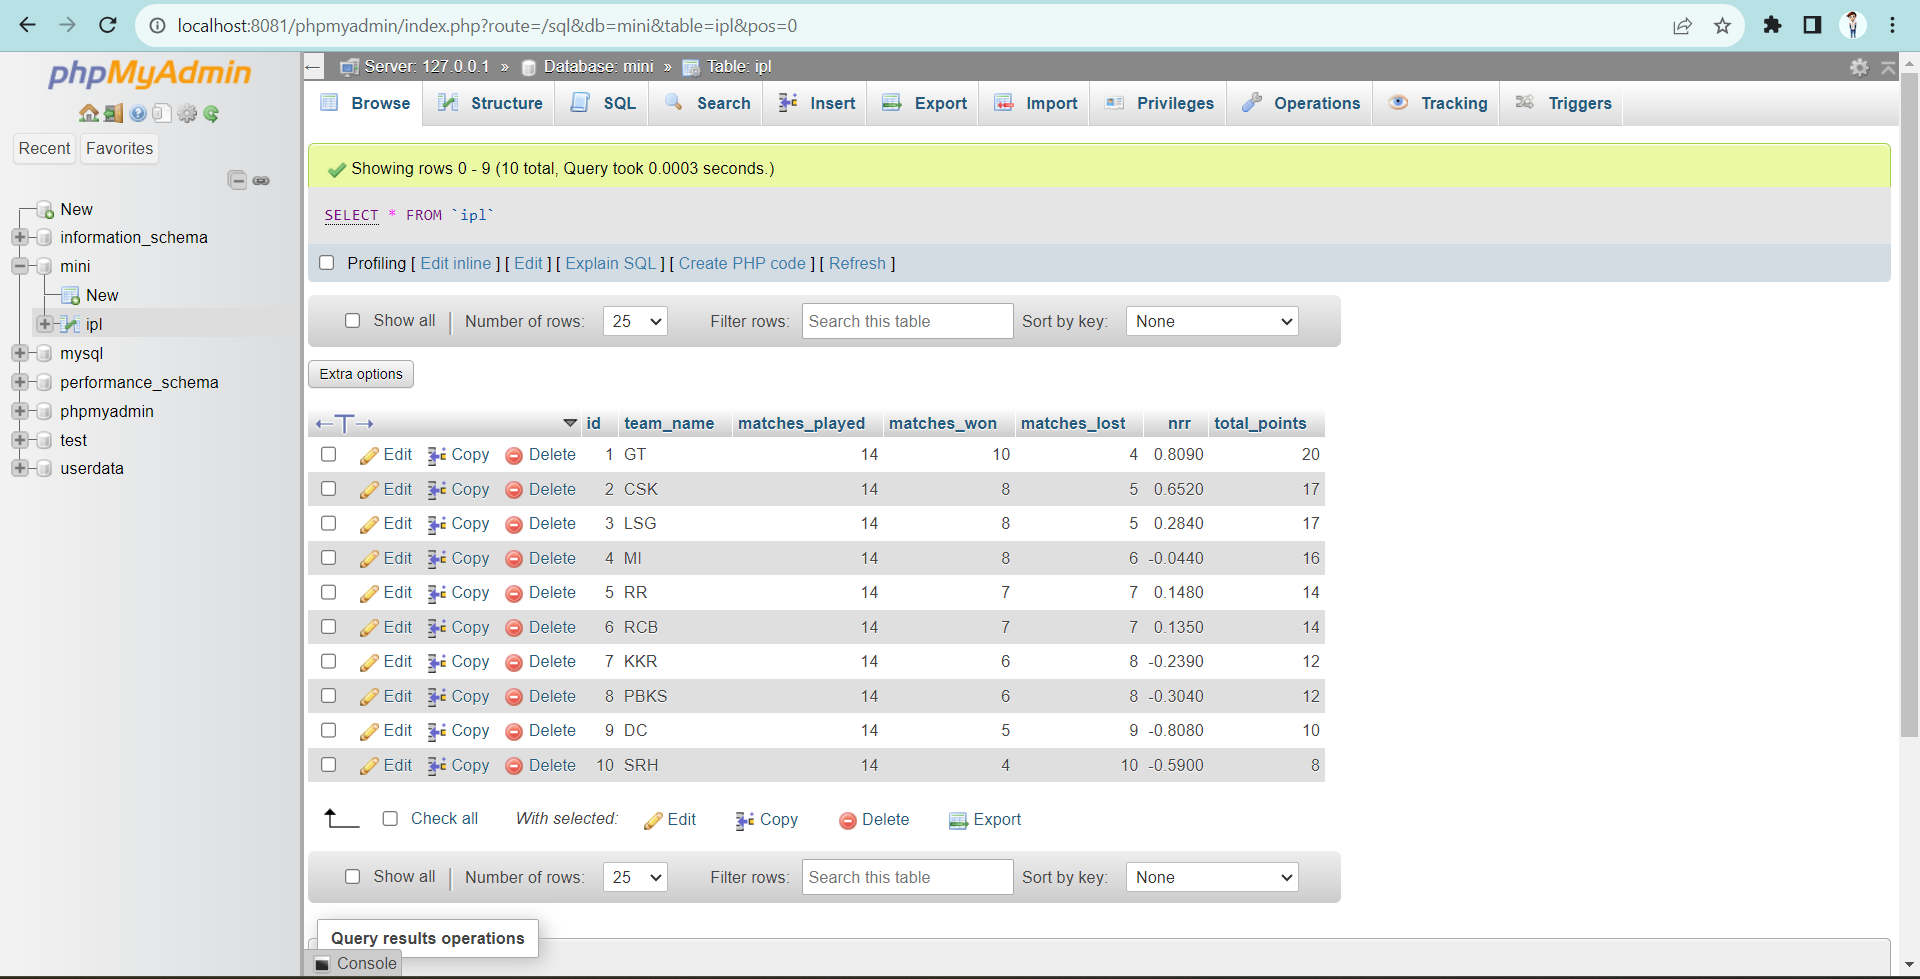 localhost:8081/phpmyadmin/index.php?route=/sql&db=mini&table=ipl&pos=0
phpMyAdmin
Recent Favorites
New
information_schema
mini
New
ipl
mysql
performance_schema
phpmyadmin
test
userdata
Server: 127.0.0.1 » Database: mini » Table: ipl
Browse Structure SQL Search Insert Export Import Privileges Operations Tracking Triggers
Showing rows 0 - 9 (10 total, Query took 0.0003 seconds.)
SELECT * FROM `ipl`
Profiling [ Edit inline ] [ Edit ] [ Explain SQL ] [ Create PHP code ] [ Refresh ]
Show all Number of rows: 25 Filter rows: Search this table Sort by key: None
Extra options
id team_name matches_played matches_won matches_lost nrr total_points
Edit Copy Delete 1 GT 14 10 4 0.8090 20
Edit Copy Delete 2 CSK 14 8 5 0.6520 17
Edit Copy Delete 3 LSG 14 8 5 0.2840 17
Edit Copy Delete 4 MI 14 8 6 -0.0440 16
Edit Copy Delete 5 RR 14 7 7 0.1480 14
Edit Copy Delete 6 RCB 14 7 7 0.1350 14
Edit Copy Delete 7 KKR 14 6 8 -0.2390 12
Edit Copy Delete 8 PBKS 14 6 8 -0.3040 12
Edit Copy Delete 9 DC 14 5 9 -0.8080 10
Edit Copy Delete 10 SRH 14 4 10 -0.5900 8
Check all With selected: Edit Copy Delete Export
Show all Number of rows: 25 Filter rows: Search this table Sort by key: None
Query results operations
Console